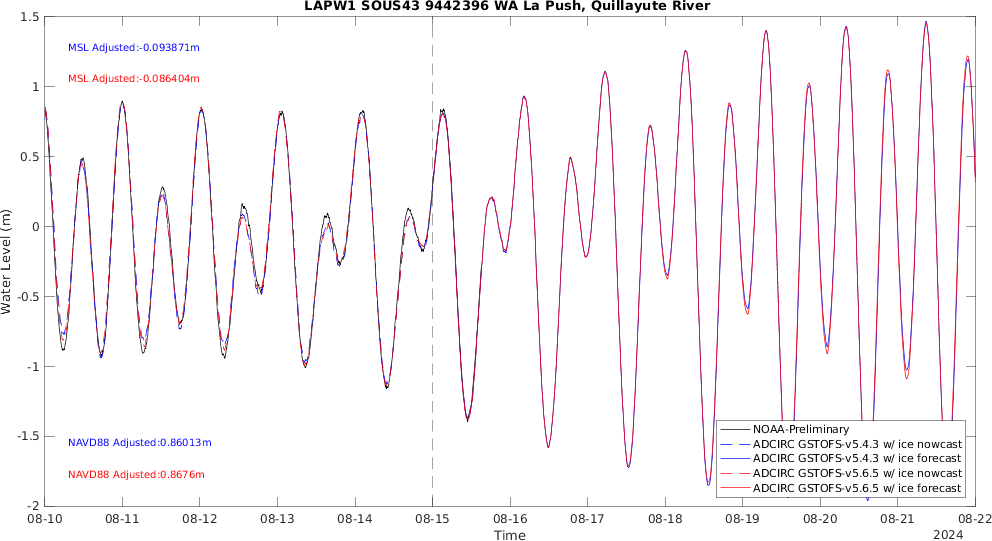 LAPW1 SOUS43 9442396 WA La Push, Quillayute River
MSL Adjusted:-0.093871m
MSL Adjusted:-0.086404m
Water Level (m)
1.5
1
0.5
0
-0.5
-1
-1.5
-2
NAVD88 Adjusted:0.86013m
NAVD88 Adjusted:0.8676m
NOAA-Preliminary
ADCIRC GSTOFS-v5.4.3 w/ ice nowcast
ADCIRC GSTOFS-v5.4.3 w/ ice forecast
ADCIRC GSTOFS-v5.6.5 w/ ice nowcast
ADCIRC GSTOFS-v5.6.5 w/ ice forecast
08-10 08-11 08-12 08-13 08-14 08-15 08-16 08-17 08-18 08-19 08-20 08-21 08-22
Time
2024